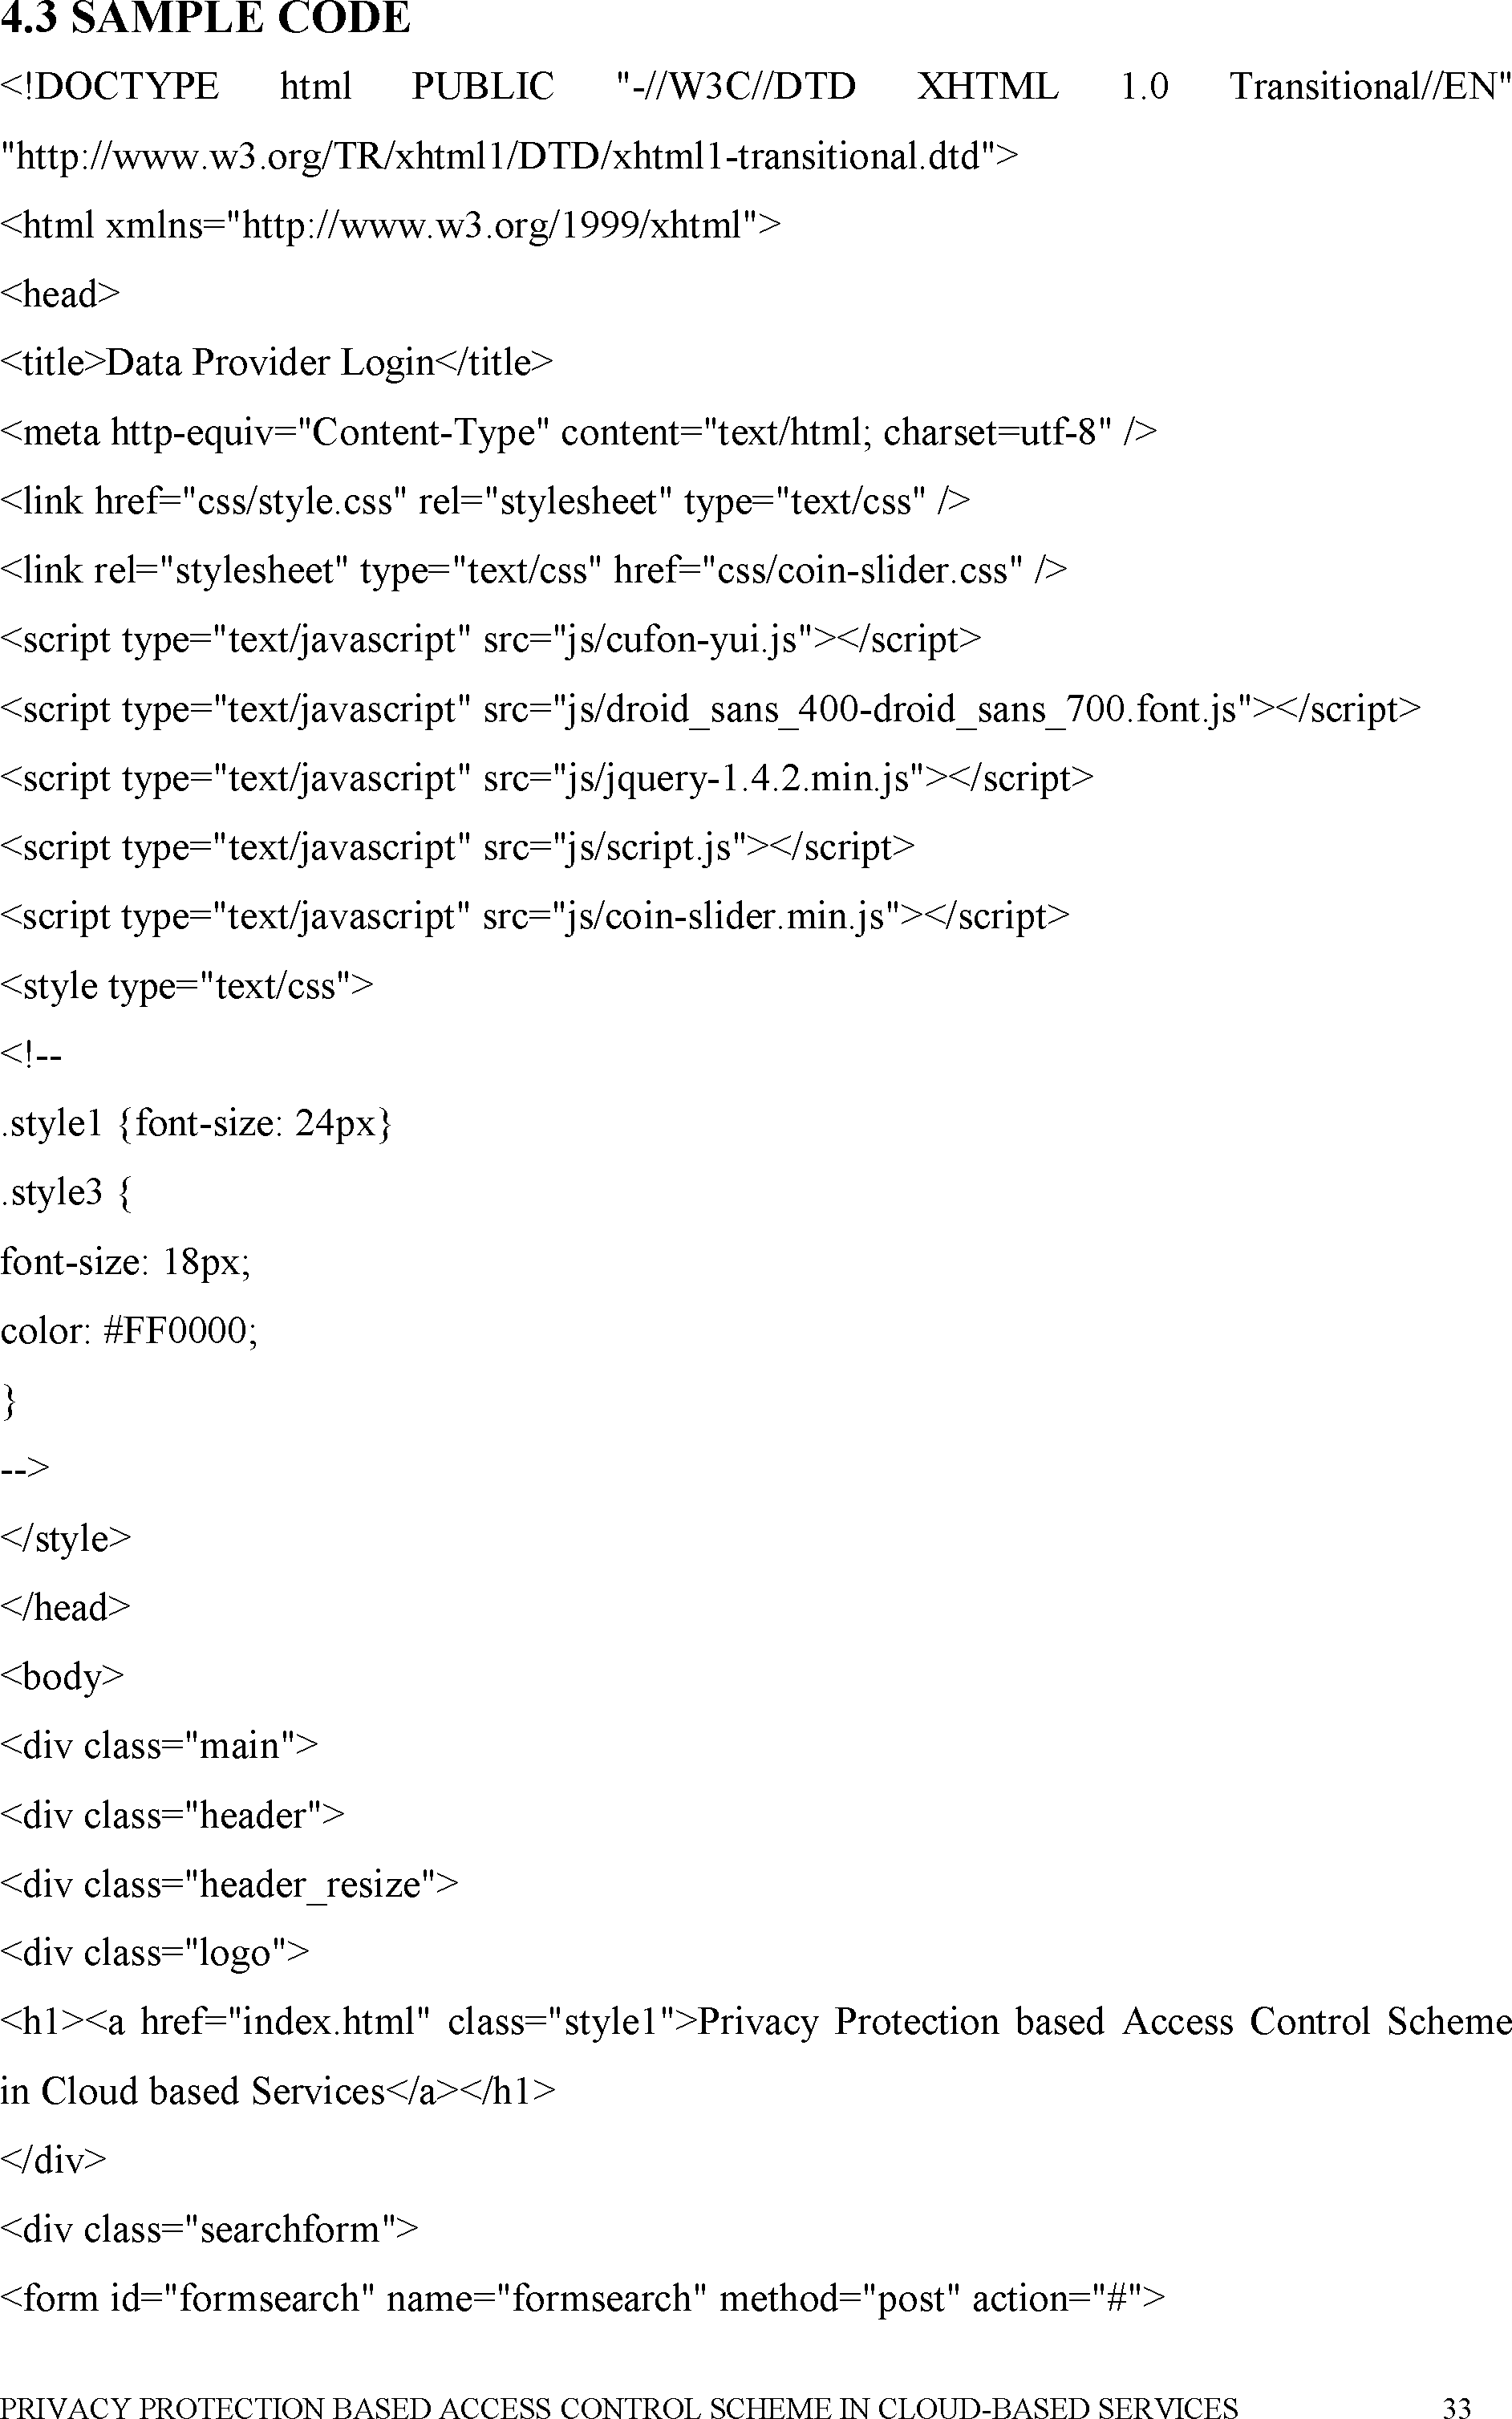 4.3 SAMPLE CODE
<!DOCTYPE html PUBLIC "-//W3C//DTD XHTML 1.0 Transitional//EN"
"http://www.w3.org/TR/xhtml1/DTD/xhtml1-transitional.dtd">
<html xmlns="http://www.w3.org/1999/xhtml">
<head>
<title>Data Provider Login</title>
<meta http-equiv="Content-Type" content="text/html; charset=utf-8" />
<link href="css/style.css" rel="stylesheet" type="text/css" />
<link rel="stylesheet" type="text/css" href="css/coin-slider.css" />
<script type="text/javascript" src="js/cufon-yui.js"></script>
<script type="text/javascript" src="js/droid_sans_400-droid_sans_700.font.js"></script>
<script type="text/javascript" src="js/jquery-1.4.2.min.js"></script>
<script type="text/javascript" src="js/script.js"></script>
<script type="text/javascript" src="js/coin-slider.min.js"></script>
<style type="text/css">
<!--
.style1 {font-size: 24px}
.style3 {
font-size: 18px;
color: #FF0000;
}
-->
</style>
</head>
<body>
<div class="main">
<div class="header">
<div class="header_resize">
<div class="logo">
<h1><a href="index.html" class="style1">Privacy Protection based Access Control Scheme
in Cloud based Services</a></h1>
</div>
<div class="searchform">
<form id="formsearch" name="formsearch" method="post" action="#">
PRIVACY PROTECTION BASED ACCESS CONTROL SCHEME IN CLOUD-BASED SERVICES 33